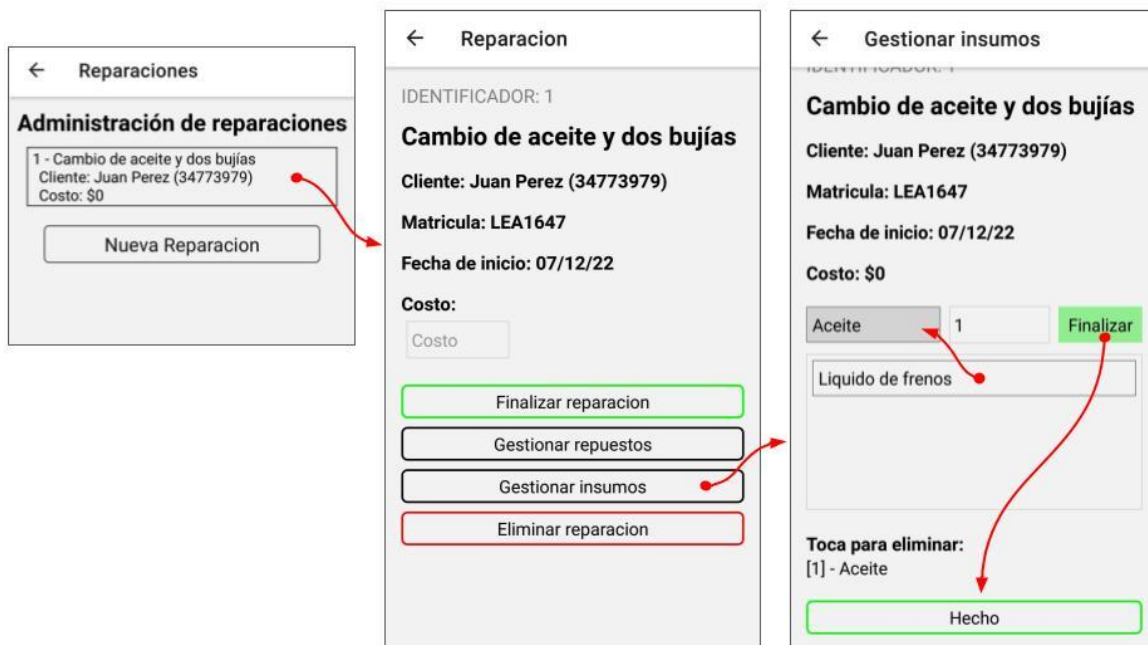 Reparaciones
Administración de reparaciones
1 - Cambio de aceite y dos bujías
Cliente: Juan Perez (34773979)
Costo: $0
Nueva Reparacion
Reparacion
IDENTIFICADOR: 1
Cambio de aceite y dos bujías
Cliente: Juan Perez (34773979)
Matricula: LEA1647
Fecha de inicio: 07/12/22
Costo:
Costo
Finalizar reparacion
Gestionar repuestos
Gestionar insumos
Eliminar reparacion
Gestionar insumos
IDENTIFICADOR: 1
Cambio de aceite y dos bujías
Cliente: Juan Perez (34773979)
Matricula: LEA1647
Fecha de inicio: 07/12/22
Costo: $0
Aceite 1 Finalizar
Liquido de frenos
Toca para eliminar:
[1] - Aceite
Hecho